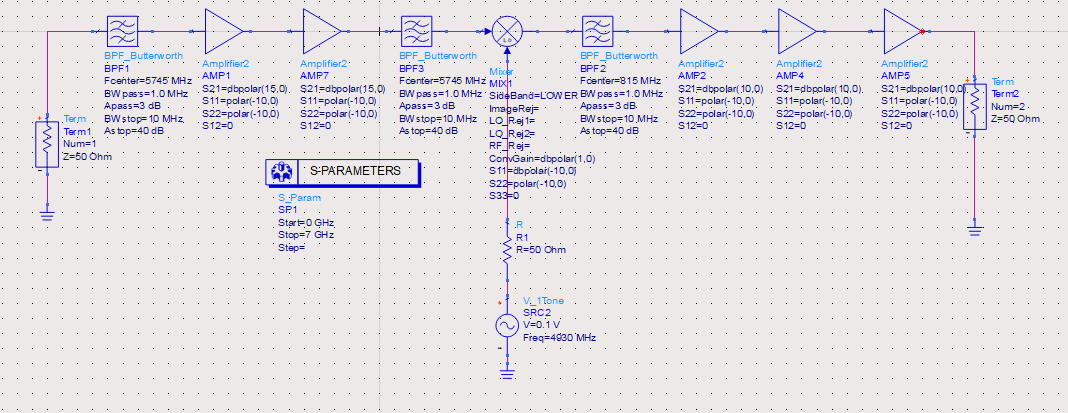 BPF_Butterworth
BPF1
Fcenter=5745 MHz
BWpass=1.0 MHz
Apass=3 dB
BWstop=10 MHz
Astop=40 dB
Amplifier2
AMP1
S21=dbpolar(15,0)
S11=polar(-10,0)
S22=polar(-10,0)
S12=0
Amplifier2
AMP7
S21=dbpolar(15,0)
S11=polar(-10,0)
S22=polar(-10,0)
S12=0
BPF_Butterworth
BPF3
Fcenter=5745 MHz
BWpass=1.0 MHz
Apass=3 dB
BWstop=10 MHz
Astop=40 dB
LO
Mixer
MIX1
SideBand=LOWER
ImageRej=
LO_Rej1=
LO_Rej2=
RF_Rej=
ConvGain=dbpolar(1,0)
S11=dbpolar(-10,0)
S22=polar(-10,0)
S33=0
BPF_Butterworth
BPF2
Fcenter=815 MHz
BWpass=1.0 MHz
Apass=3 dB
BWstop=10 MHz
Astop=40 dB
Amplifier2
AMP2
S21=dbpolar(10,0)
S11=polar(-10,0)
S22=polar(-10,0)
S12=0
Amplifier2
AMP4
S21=dbpolar(10,0)
S11=polar(-10,0)
S22=polar(-10,0)
S12=0
Amplifier2
AMP5
S21=dbpolar(10,0)
S11=polar(-10,0)
S22=polar(-10,0)
S12=0
Term
Term2
Num=2
Z=50 Ohm
Term
Term1
Num=1
Z=50 Ohm
S-PARAMETERS
S_Param
SP1
Start=0 GHz
Stop=7 GHz
Step=
R
R1
R=50 Ohm
V_1Tone
SRC2
V=0.1 V
Freq=4930 MHz